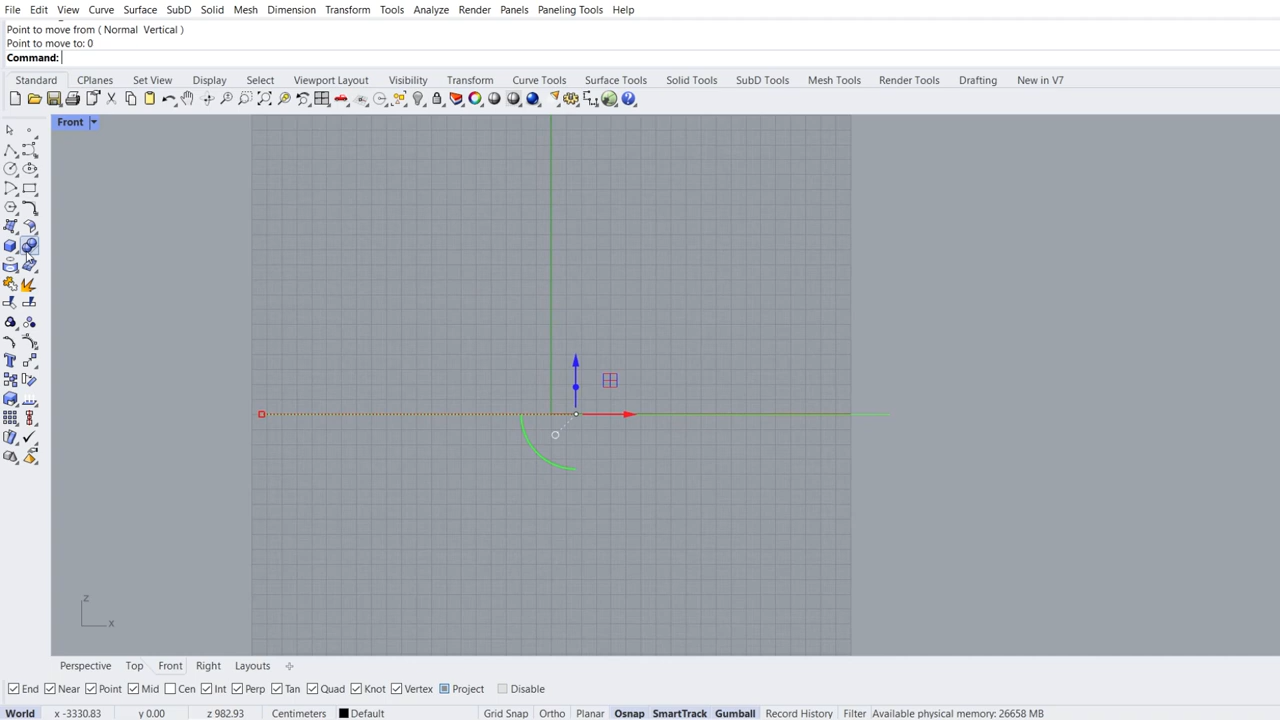 File Edit View Curve Surface SubD Solid Mesh Dimension Transform Tools Analyze Render Panels Paneling Tools Help
Point to move from ( Normal Vertical )
Point to move to: 0
Command:
Standard CPlanes Set View Display Select Viewport Layout Visibility Transform Curve Tools Surface Tools Solid Tools SubD Tools Mesh Tools Render Tools Drafting New in V7
Front
z
x
Perspective Top Front Right Layouts
End Near Point Mid Cen Int Perp Tan Quad Knot Vertex Project Disable
World x -3330.83 y 0.00 z 982.93 Centimeters Default Grid Snap Ortho Planar Osnap SmartTrack Gumball Record History Filter Available physical memory: 26658 MB